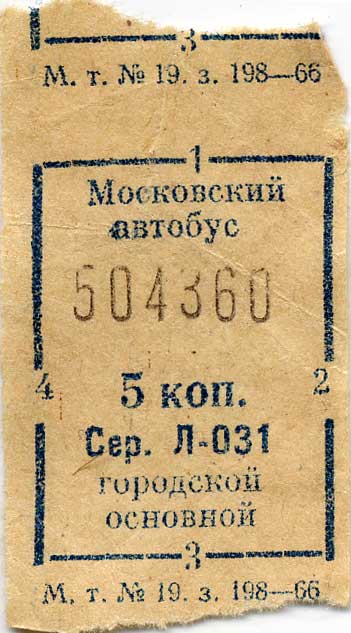 3
М. т. № 19. з. 198—66
1
Московский
автобус
504360
4 5 коп. 2
Сер. Л-031
городской
основной
3
М. т. № 19. з. 198—66